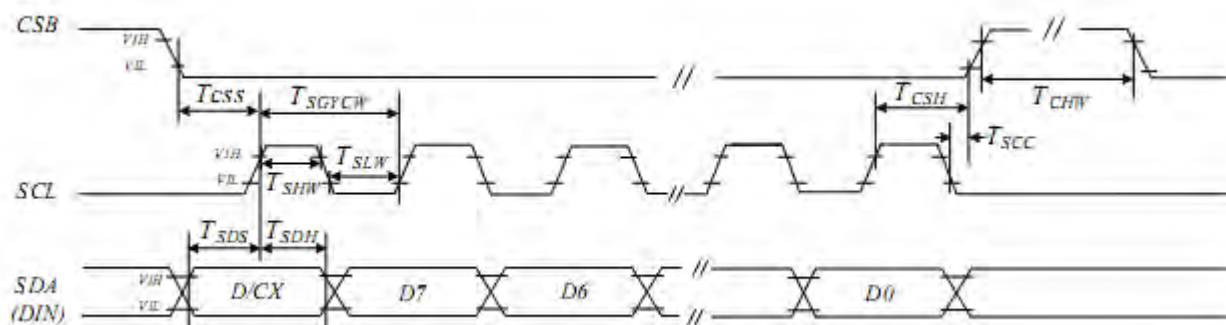 CSB
VIH
VIL
Tcss
TSGYCW
TCSH
TCHW
TSCC
SCL
VIH
VIL
TSHW
TSLW
TSDS
TSDH
SDA
(DIN)
VIH
VIL
D/CX
D7
D6
D0